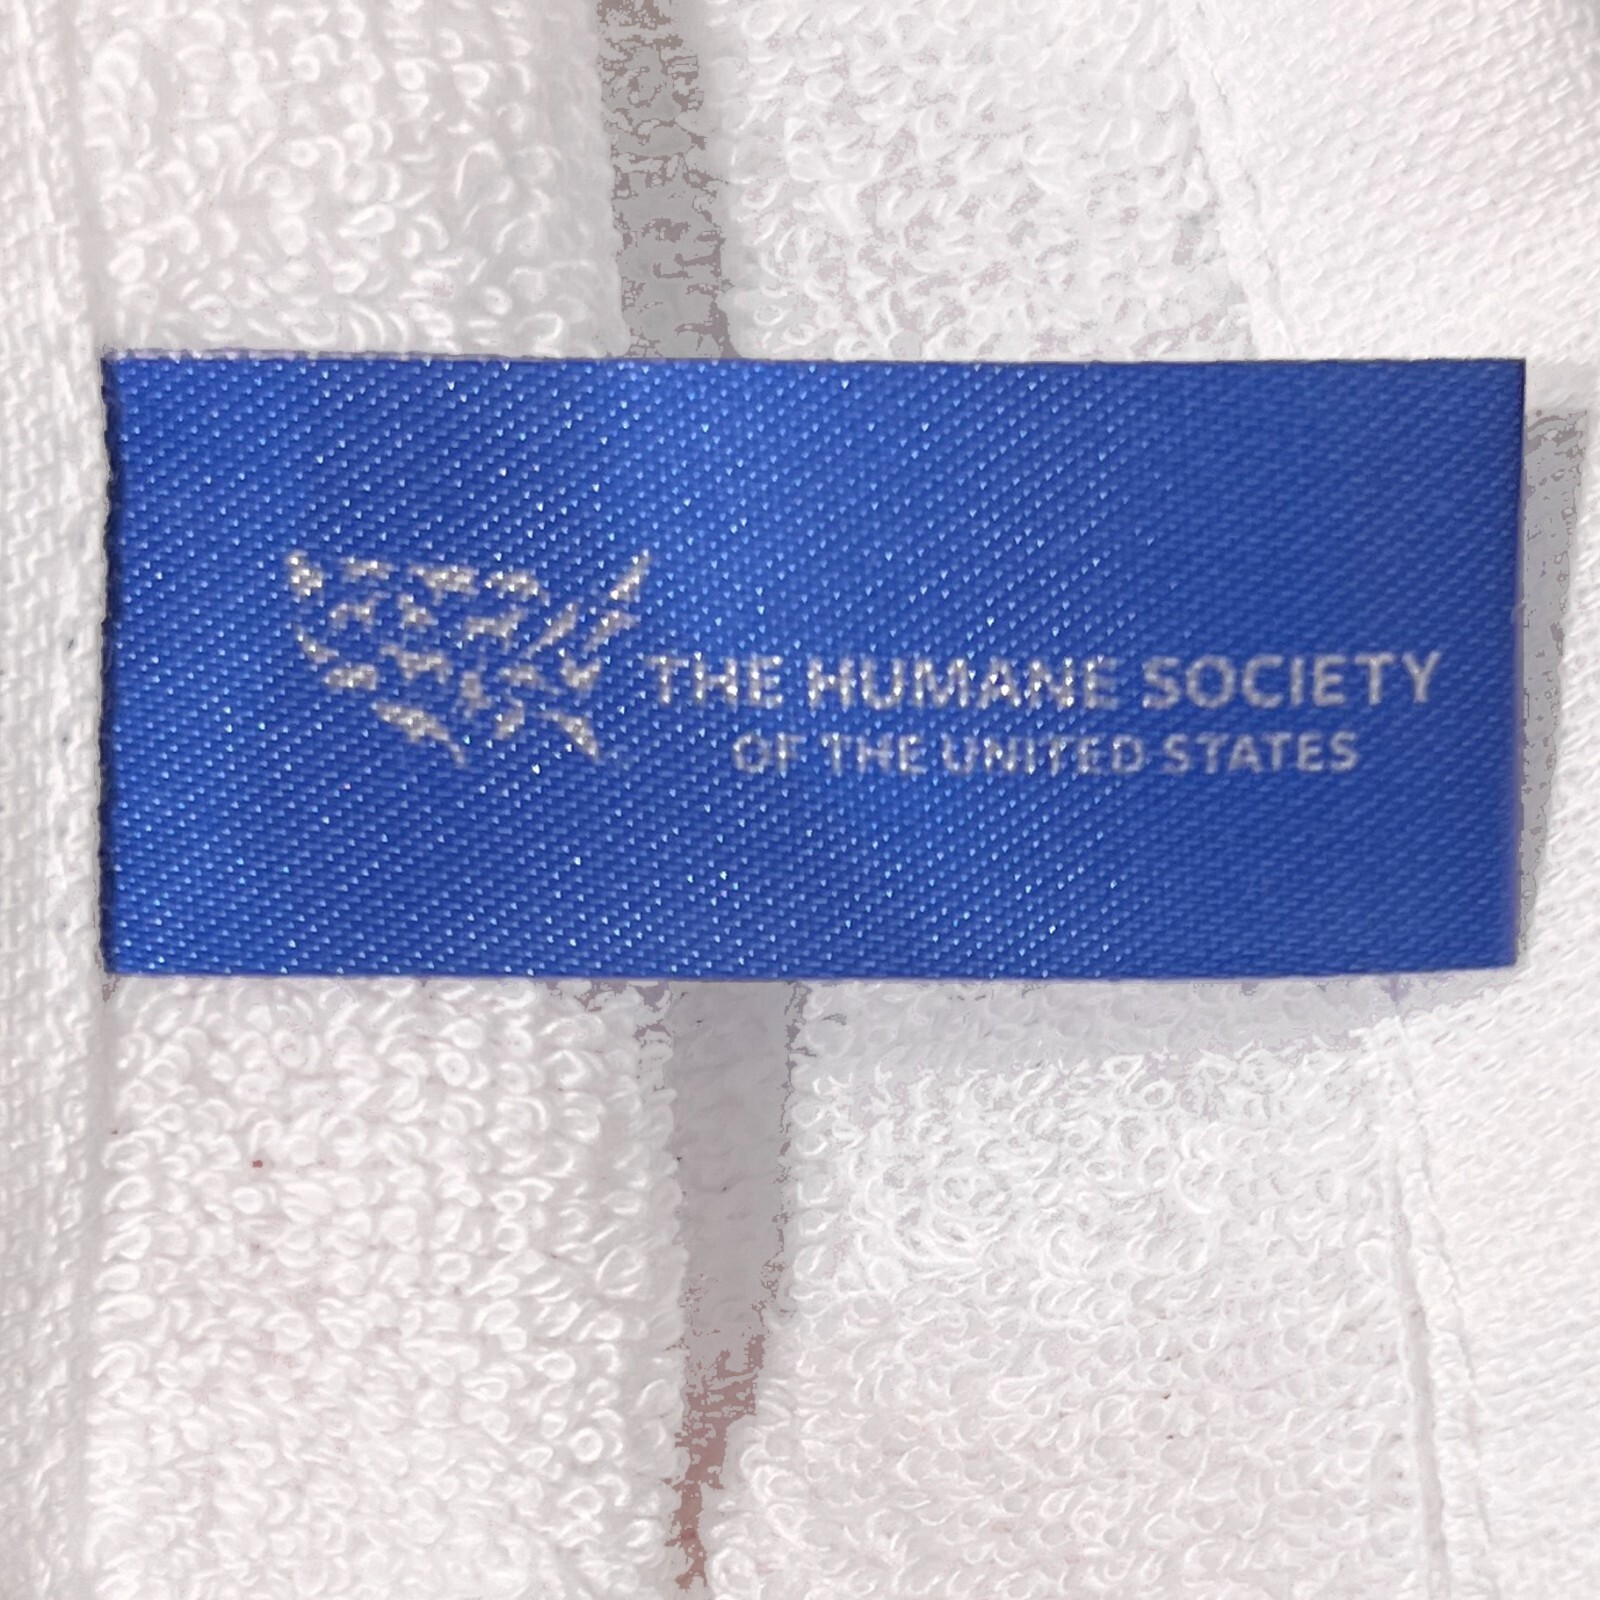 THE HUMANE SOCIETY
OF THE UNITED STATES